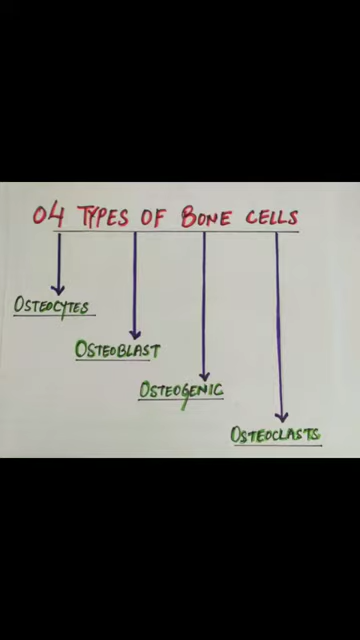 04 TYPES OF BONE CELLS
OSTEOCYTES
OSTEOBLAST
OSTEOGENIC
OSTEOCLASTS